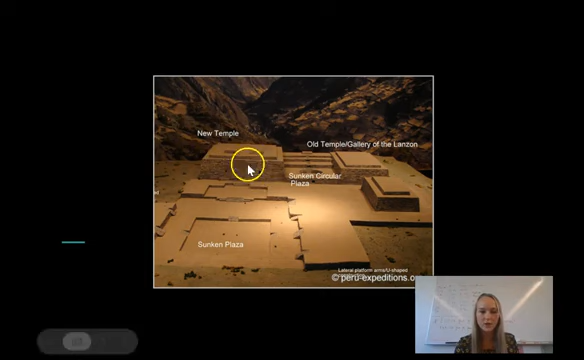 New Temple
Old Temple/Gallery of the Lanzon
Sunken Circular
Plaza
Sunken Plaza
Lateral platform arms/U-shaped
© peru-expeditions.o